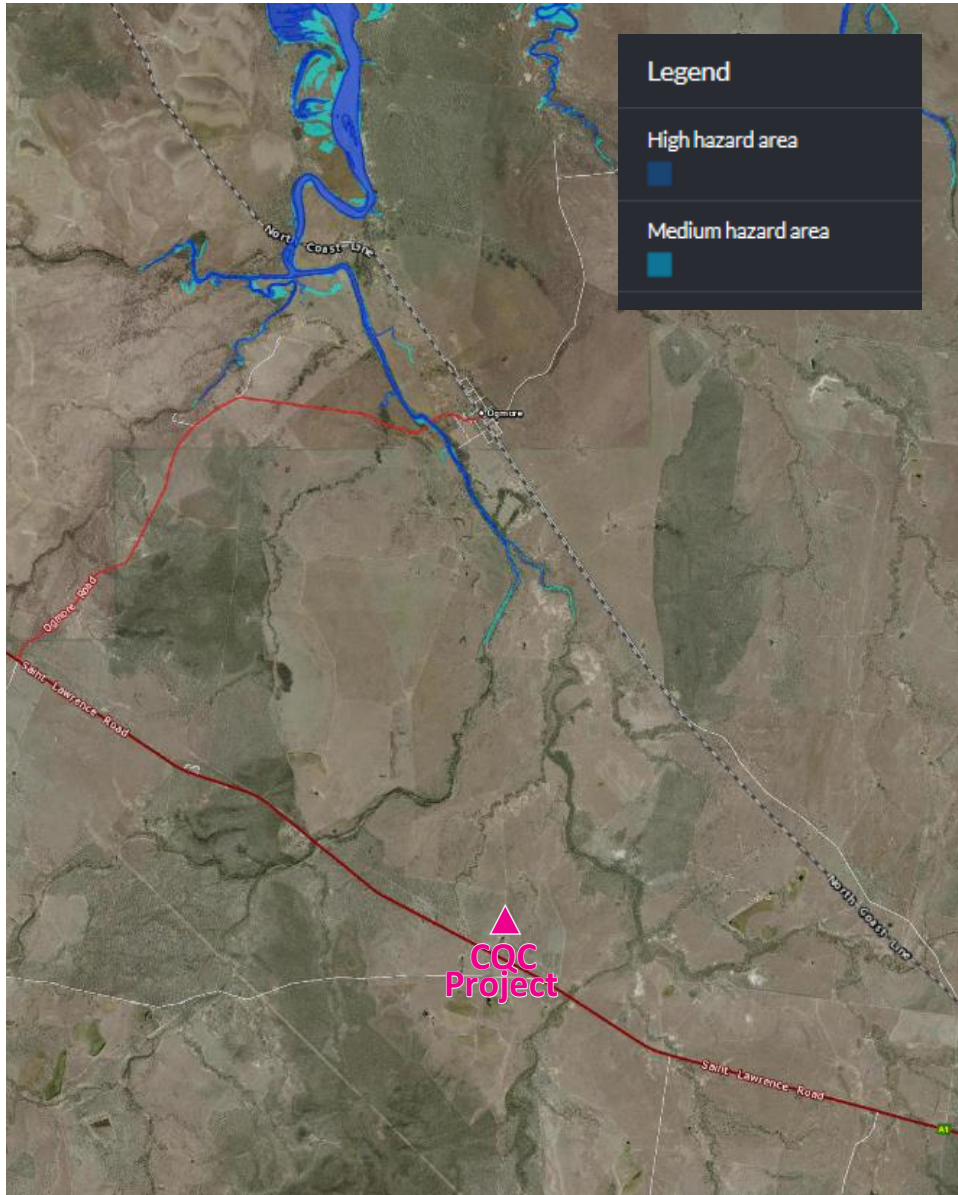 Legend
High hazard area
Medium hazard area
North Coast Line
Ogmore
Ogmore Road
Saint Lawrence Road
North Coast Line
CQC
Project
Saint Lawrence Road
A1